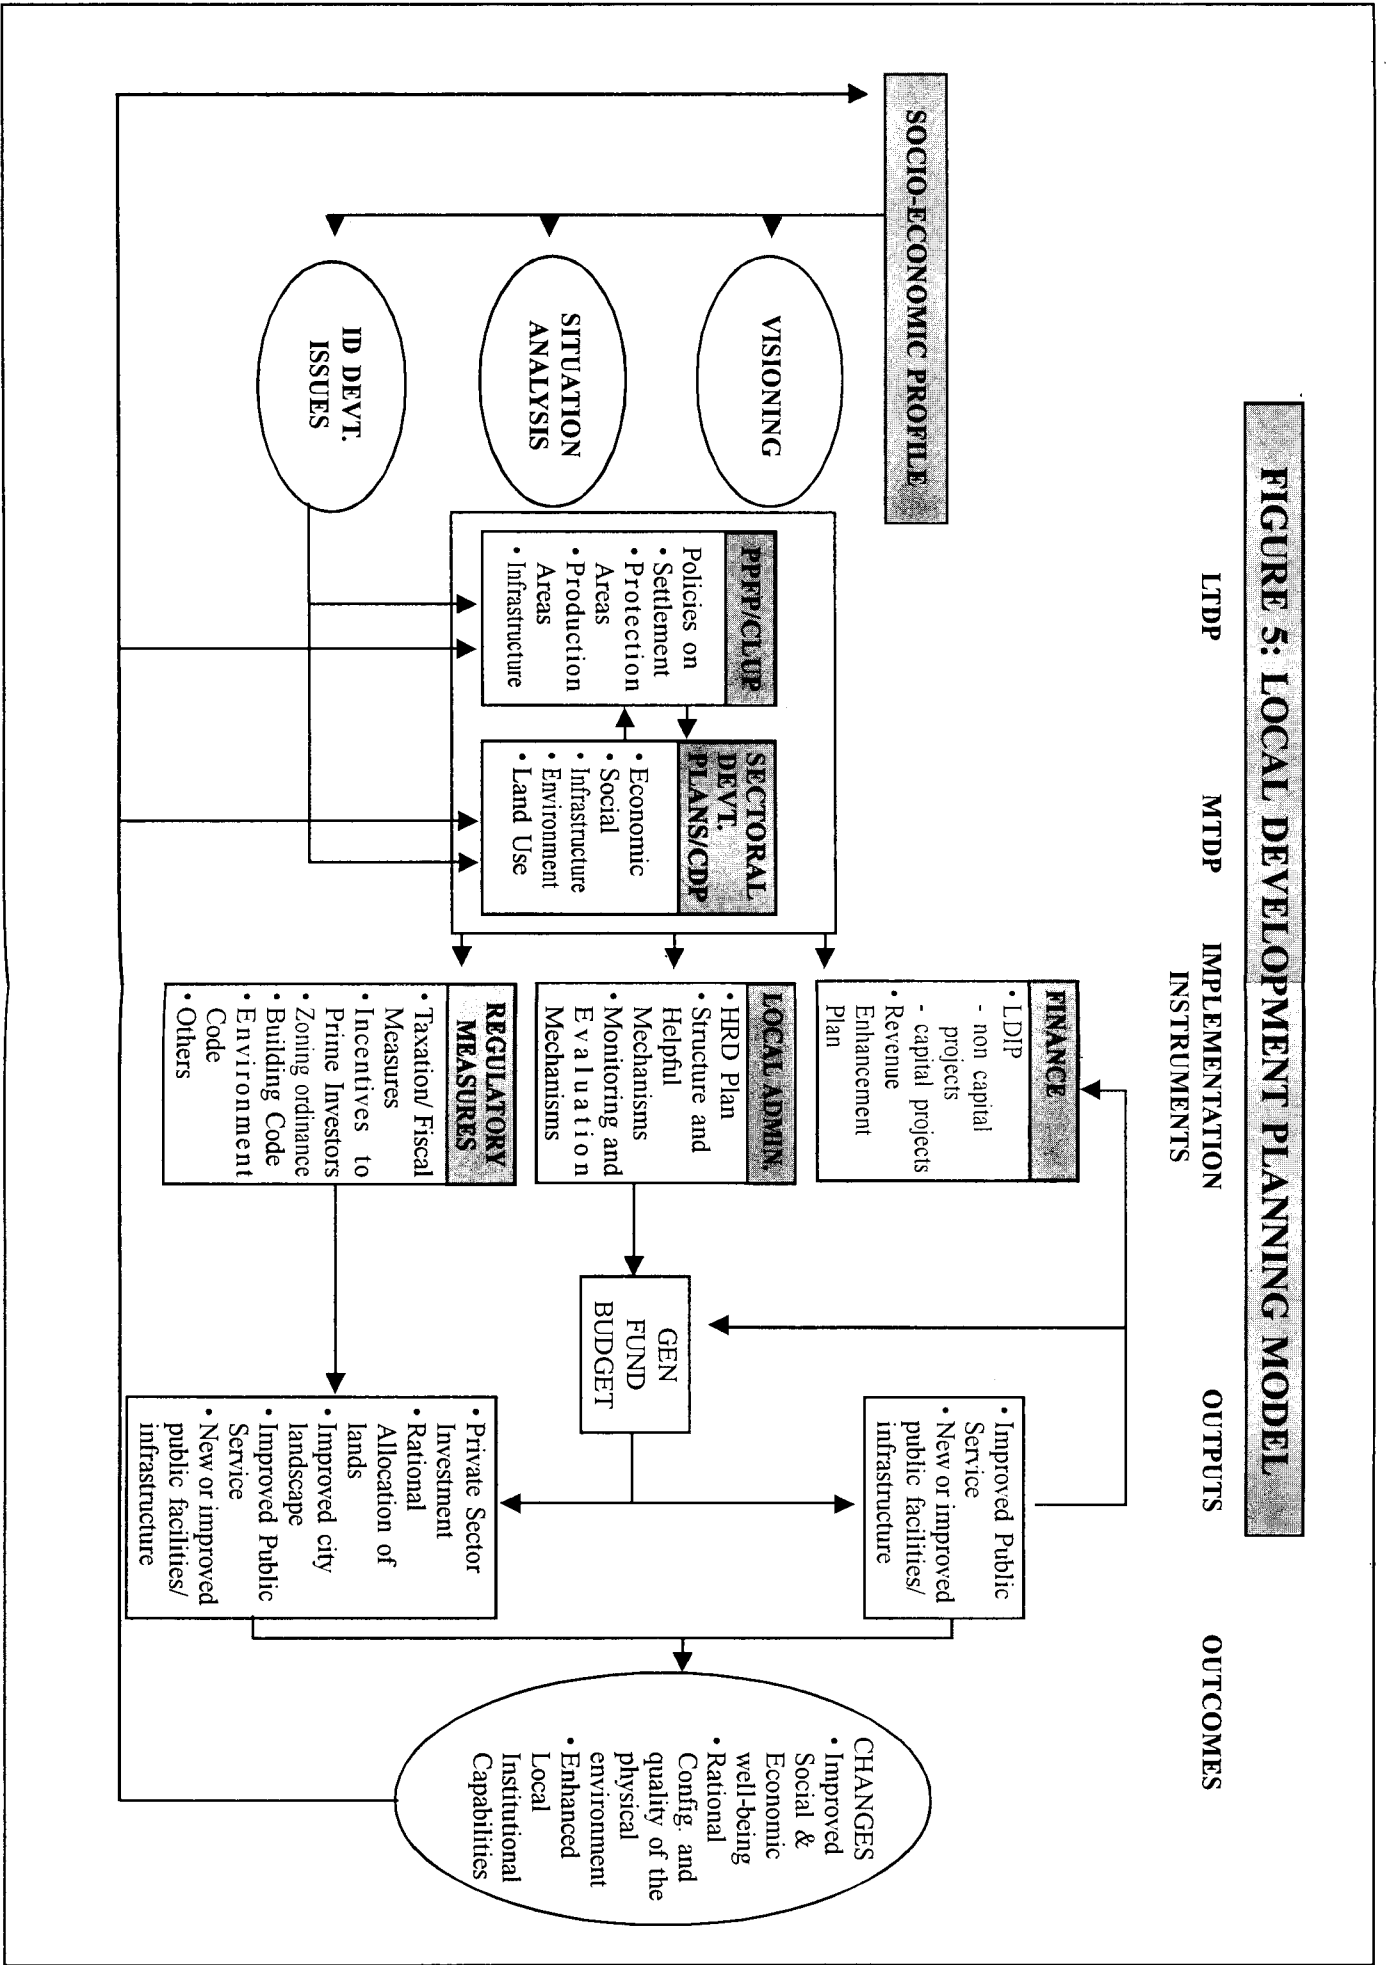 FIGURE 5: LOCAL DEVELOPMENT PLANNING MODEL
LTDP
MTDP
IMPLEMENTATION
INSTRUMENTS
OUTPUTS
OUTCOMES
SOCIO-ECONOMIC PROFILE
VISIONING
SITUATION
ANALYSIS
ID DEVT.
ISSUES
PPFP/CLUP
Policies on
• Settlement
• Protection
Areas
• Production
Areas
• Infrastructure
SECTORAL
DEVT.
PLANS/CDP
• Economic
• Social
• Infrastructure
• Environment
• Land Use
FINANCE
• LDIP
- non capital
projects
- capital projects
• Revenue
Enhancement
Plan
LOCAL ADMIN.
• HRD Plan
• Structure and
Helpful
Mechanisms
• Monitoring and
Evaluation
Mechanisms
REGULATORY
MEASURES
• Taxation/ Fiscal
Measures
• Incentives to
Prime Investors
• Zoning ordinance
• Building Code
• Environment
Code
• Others
GEN
FUND
BUDGET
• Improved Public
Service
• New or improved
public facilities/
infrastructure
• Private Sector
Investment
• Rational
Allocation of
lands
• Improved city
landscape
• Improved Public
Service
• New or improved
public facilities/
infrastructure
CHANGES
• Improved
Social &
Economic
well-being
• Rational
Config. and
quality of the
physical
environment
• Enhanced
Local
Institutional
Capabilities